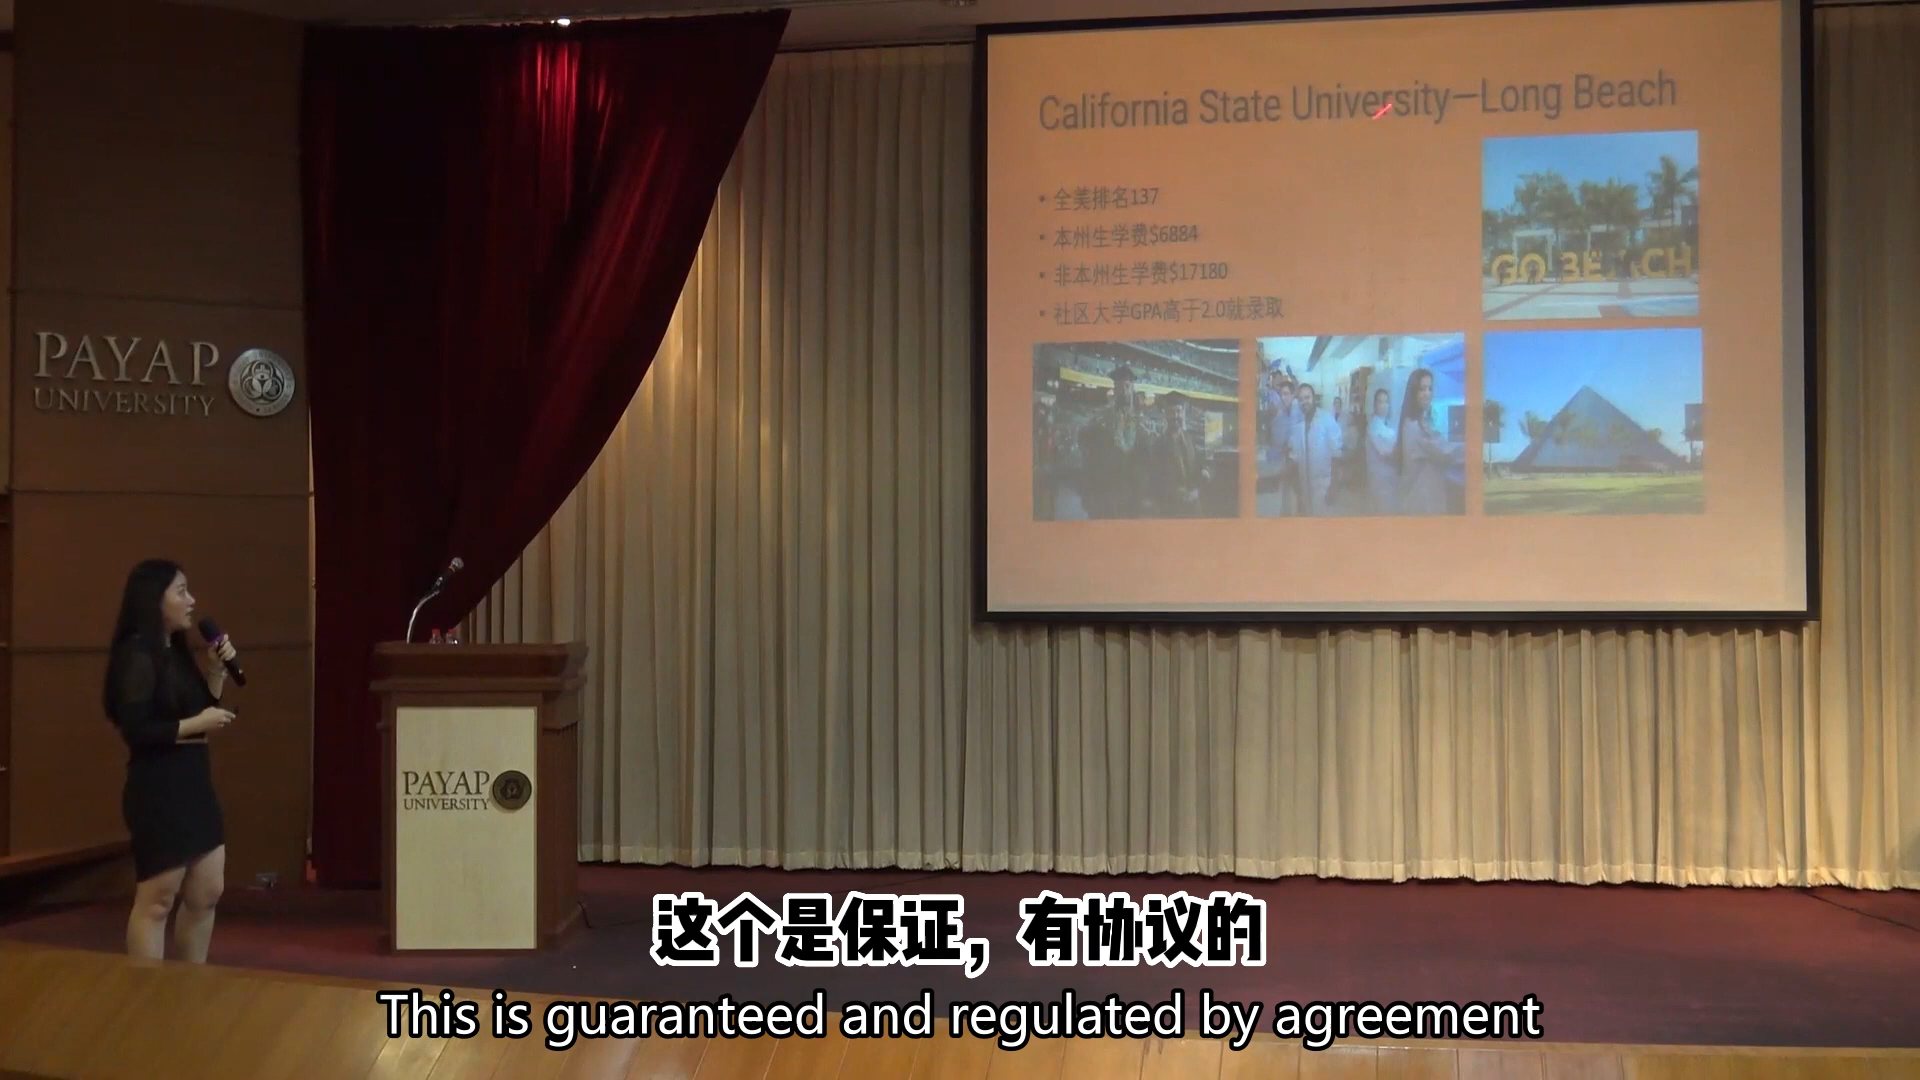 California State University—Long Beach
• 全美排名137
• 本州生学费$6884
• 非本州生学费$17180
• 社区大学GPA高于2.0就录取
GO BEACH
PAYAP
UNIVERSITY
PAYAP
UNIVERSITY
这个是保证，有协议的
This is guaranteed and regulated by agreement